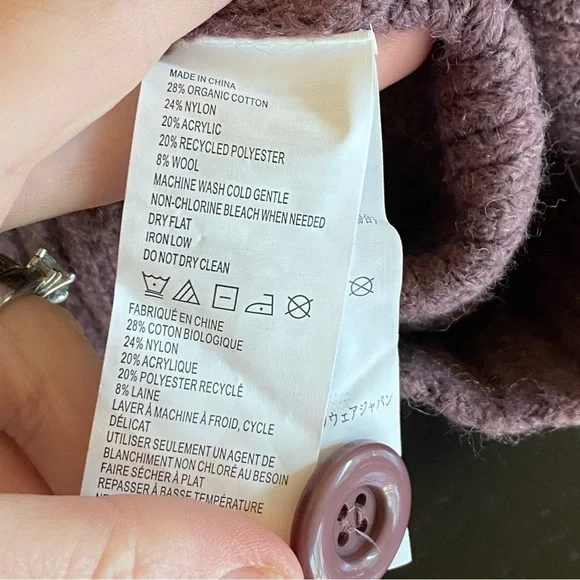 MADE IN CHINA
28% ORGANIC COTTON
24% NYLON
20% ACRYLIC
20% RECYCLED POLYESTER
8% WOOL
MACHINE WASH COLD GENTLE
NON-CHLORINE BLEACH WHEN NEEDED
DRY FLAT
IRON LOW
DO NOT DRY CLEAN
FABRIQUÉ EN CHINE
28% COTON BIOLOGIQUE
24% NYLON
20% ACRYLIQUE
20% POLYESTER RECYCLÉ
8% LAINE
LAVER À MACHINE À FROID, CYCLE
DÉLICAT
UTILISER SEULEMENT UN AGENT DE
BLANCHIMENT NON CHLORÉ AU BESOIN
FAIRE SÉCHER À PLAT
REPASSER À BASSE TEMPÉRATURE
ウェアジャパン